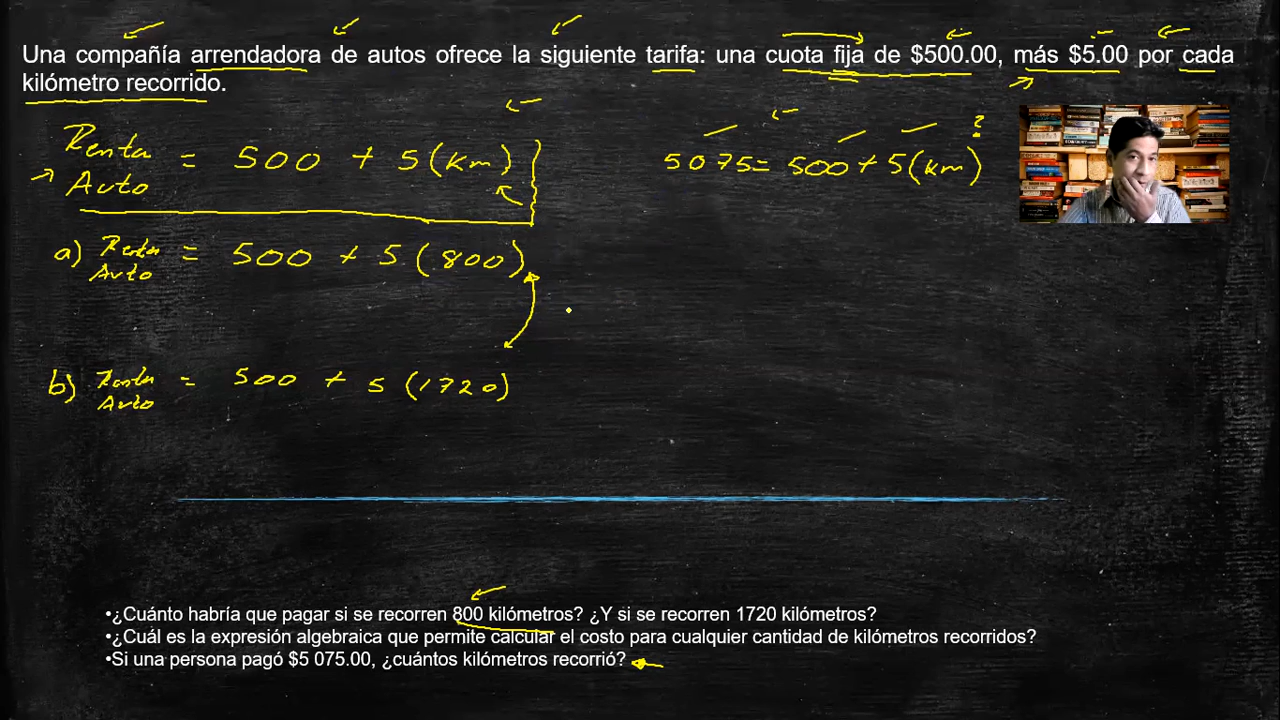 Una compañía arrendadora de autos ofrece la siguiente tarifa: una cuota fija de $500.00, más $5.00 por cada
kilómetro recorrido.
Renta
Auto = 500 + 5(km)
5075 = 500 + 5(km)
?
a) Renta
Auto = 500 + 5(800)
b) Renta
Auto = 500 + 5(1720)
•¿Cuánto habría que pagar si se recorren 800 kilómetros? ¿Y si se recorren 1720 kilómetros?
•¿Cuál es la expresión algebraica que permite calcular el costo para cualquier cantidad de kilómetros recorridos?
•Si una persona pagó $5 075.00, ¿cuántos kilómetros recorrió?